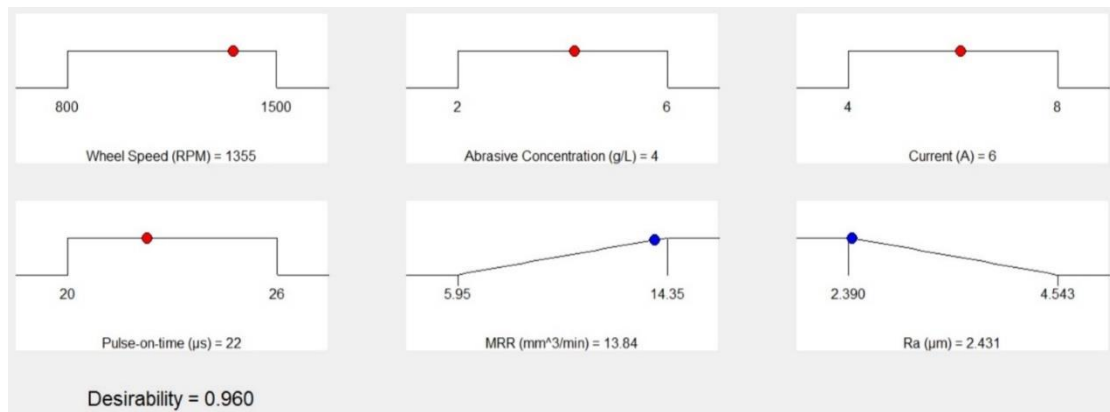 800 1500
Wheel Speed (RPM) = 1355
2 6
Abrasive Concentration (g/L) = 4
4 8
Current (A) = 6
20 26
Pulse-on-time (µs) = 22
5.95 14.35
MRR (mm^3/min) = 13.84
2.390 4.543
Ra (µm) = 2.431
Desirability = 0.960